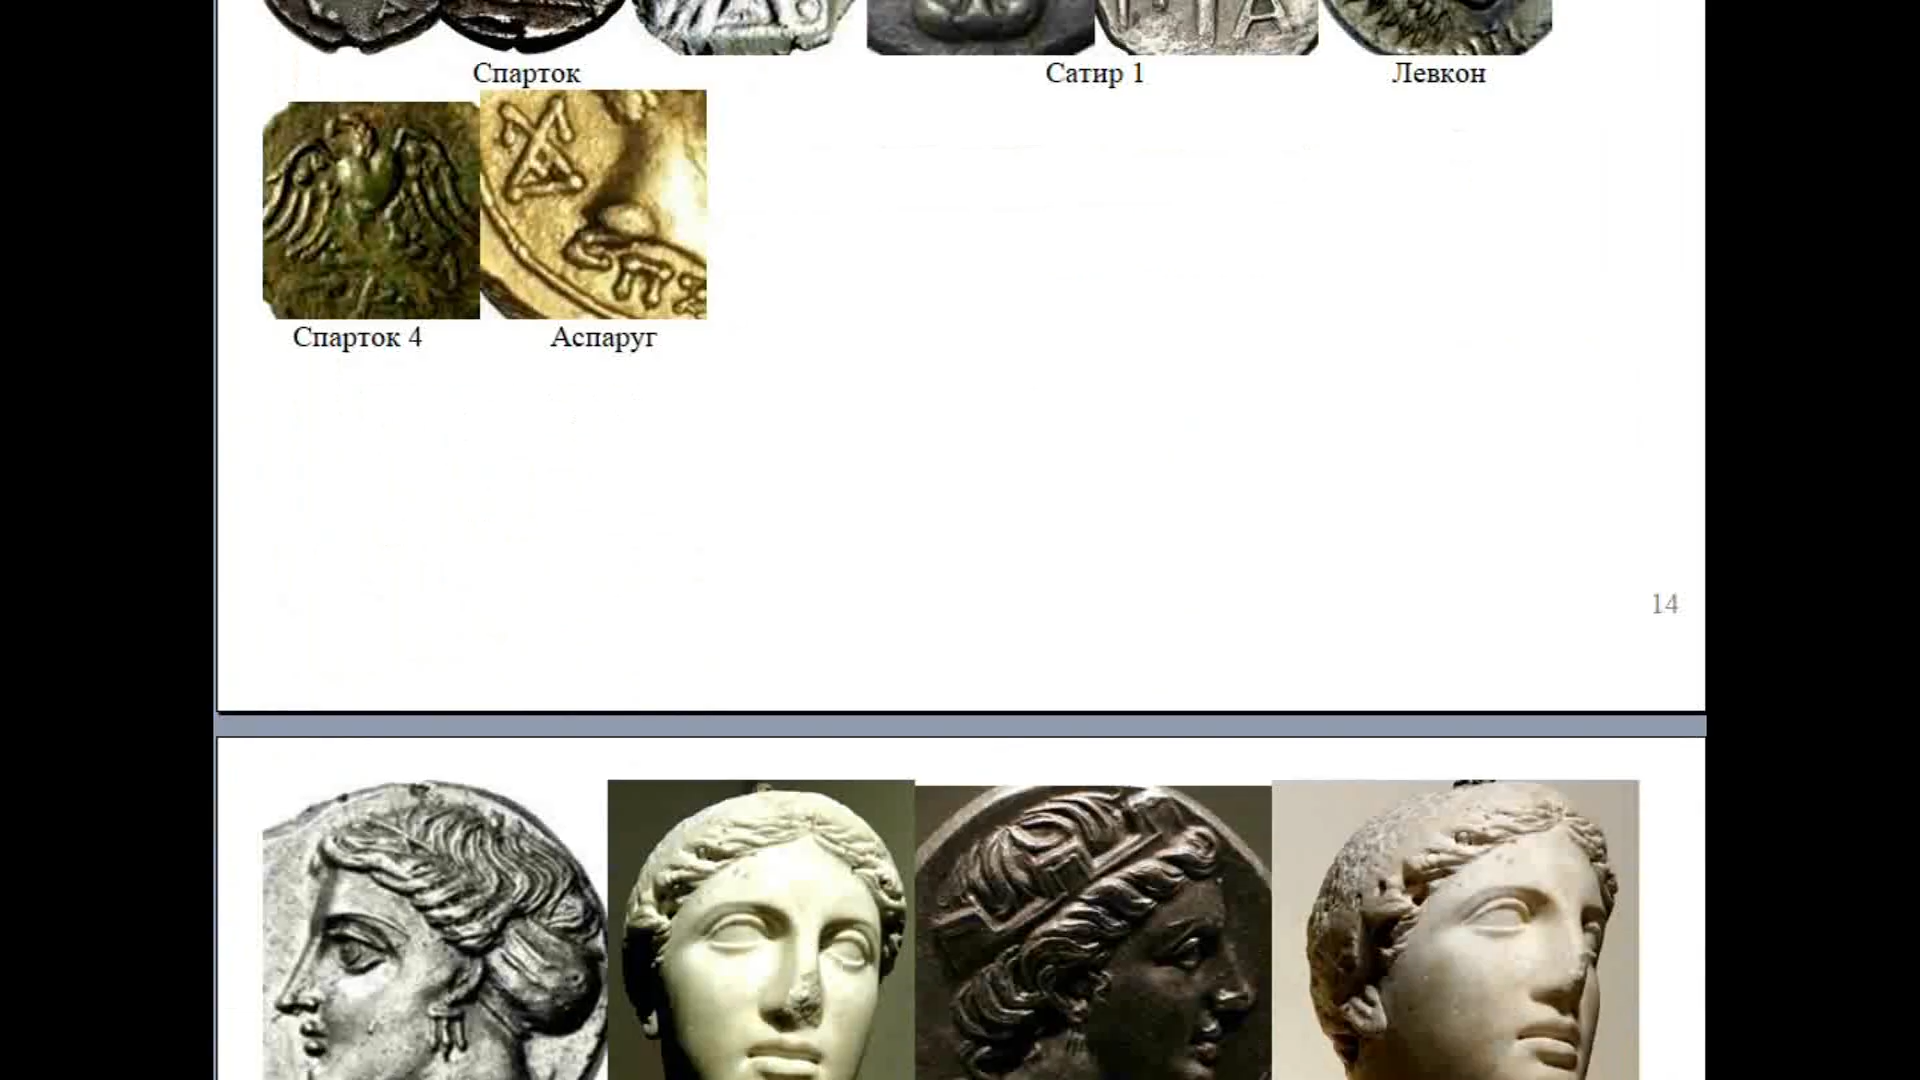 Спарток
Сатир 1
Левкон
Спарток 4
Аспаруг
14